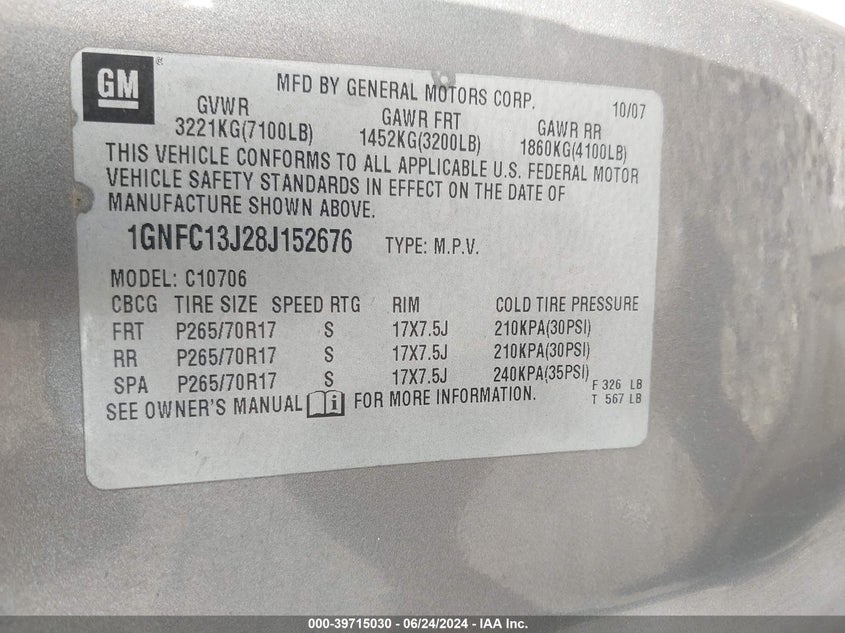 GM ®
MFD BY GENERAL MOTORS CORP. 10/07
GVWR GAWR FRT GAWR RR
3221KG(7100LB) 1452KG(3200LB) 1860KG(4100LB)
THIS VEHICLE CONFORMS TO ALL APPLICABLE U.S. FEDERAL MOTOR
VEHICLE SAFETY STANDARDS IN EFFECT ON THE DATE OF
MANUFACTURE SHOWN ABOVE.
1GNFC13J28J152676 TYPE: M.P.V.
MODEL: C10706
CBCG TIRE SIZE SPEED RTG RIM COLD TIRE PRESSURE
FRT P265/70R17 S 17X7.5J 210KPA(30PSI)
RR P265/70R17 S 17X7.5J 210KPA(30PSI)
SPA P265/70R17 S 17X7.5J 240KPA(35PSI)
SEE OWNER'S MANUAL i FOR MORE INFORMATION.
F 326 LB
T 567 LB
000-39715030 - 06/24/2024 - IAA Inc.